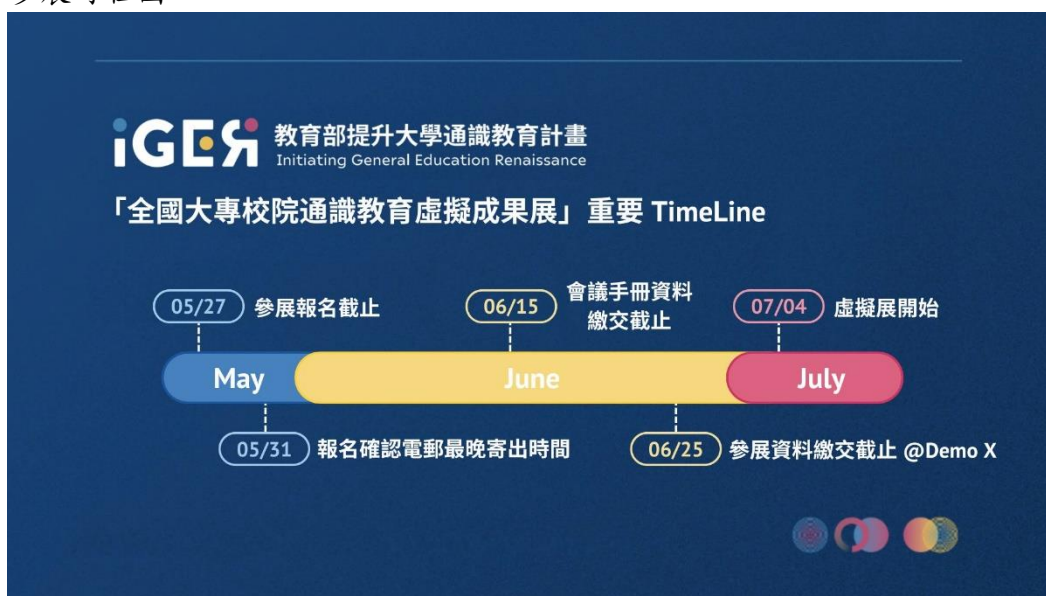 iGER 教育部提升大學通識教育計畫
Initiating General Education Renaissance
「全國大專校院通識教育虛擬成果展」重要 TimeLine
05/27 參展報名截止
06/15 會議手冊資料
繳交截止
07/04 虛擬展開始
May June July
05/31 報名確認電郵最晚寄出時間
06/25 參展資料繳交截止 @Demo X